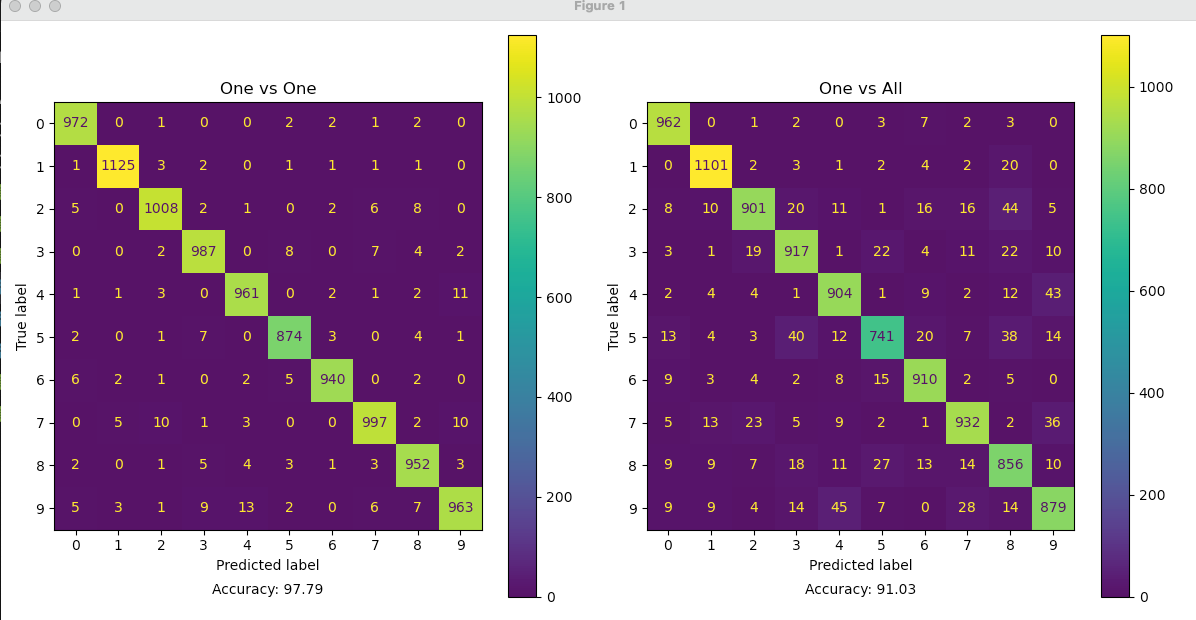 Figure 1
One vs One
0 972 0 1 0 0 2 2 1 2 0
1 1 1125 3 2 0 1 1 1 1 0
2 5 0 1008 2 1 0 2 6 8 0
3 0 0 2 987 0 8 0 7 4 2
4 1 1 3 0 961 0 2 1 2 11
5 2 0 1 7 0 874 3 0 4 1
6 6 2 1 0 2 5 940 0 2 0
7 0 5 10 1 3 0 0 997 2 10
8 2 0 1 5 4 3 1 3 952 3
9 5 3 1 9 13 2 0 6 7 963
0 1 2 3 4 5 6 7 8 9
True label
Predicted label
Accuracy: 97.79
1000
800
600
400
200
0
One vs All
0 962 0 1 2 0 3 7 2 3 0
1 0 1101 2 3 1 2 4 2 20 0
2 8 10 901 20 11 1 16 16 44 5
3 3 1 19 917 1 22 4 11 22 10
4 2 4 4 1 904 1 9 2 12 43
5 13 4 3 40 12 741 20 7 38 14
6 9 3 4 2 8 15 910 2 5 0
7 5 13 23 5 9 2 1 932 2 36
8 9 9 7 18 11 27 13 14 856 10
9 9 9 4 14 45 7 0 28 14 879
0 1 2 3 4 5 6 7 8 9
True label
Predicted label
Accuracy: 91.03
1000
800
600
400
200
0